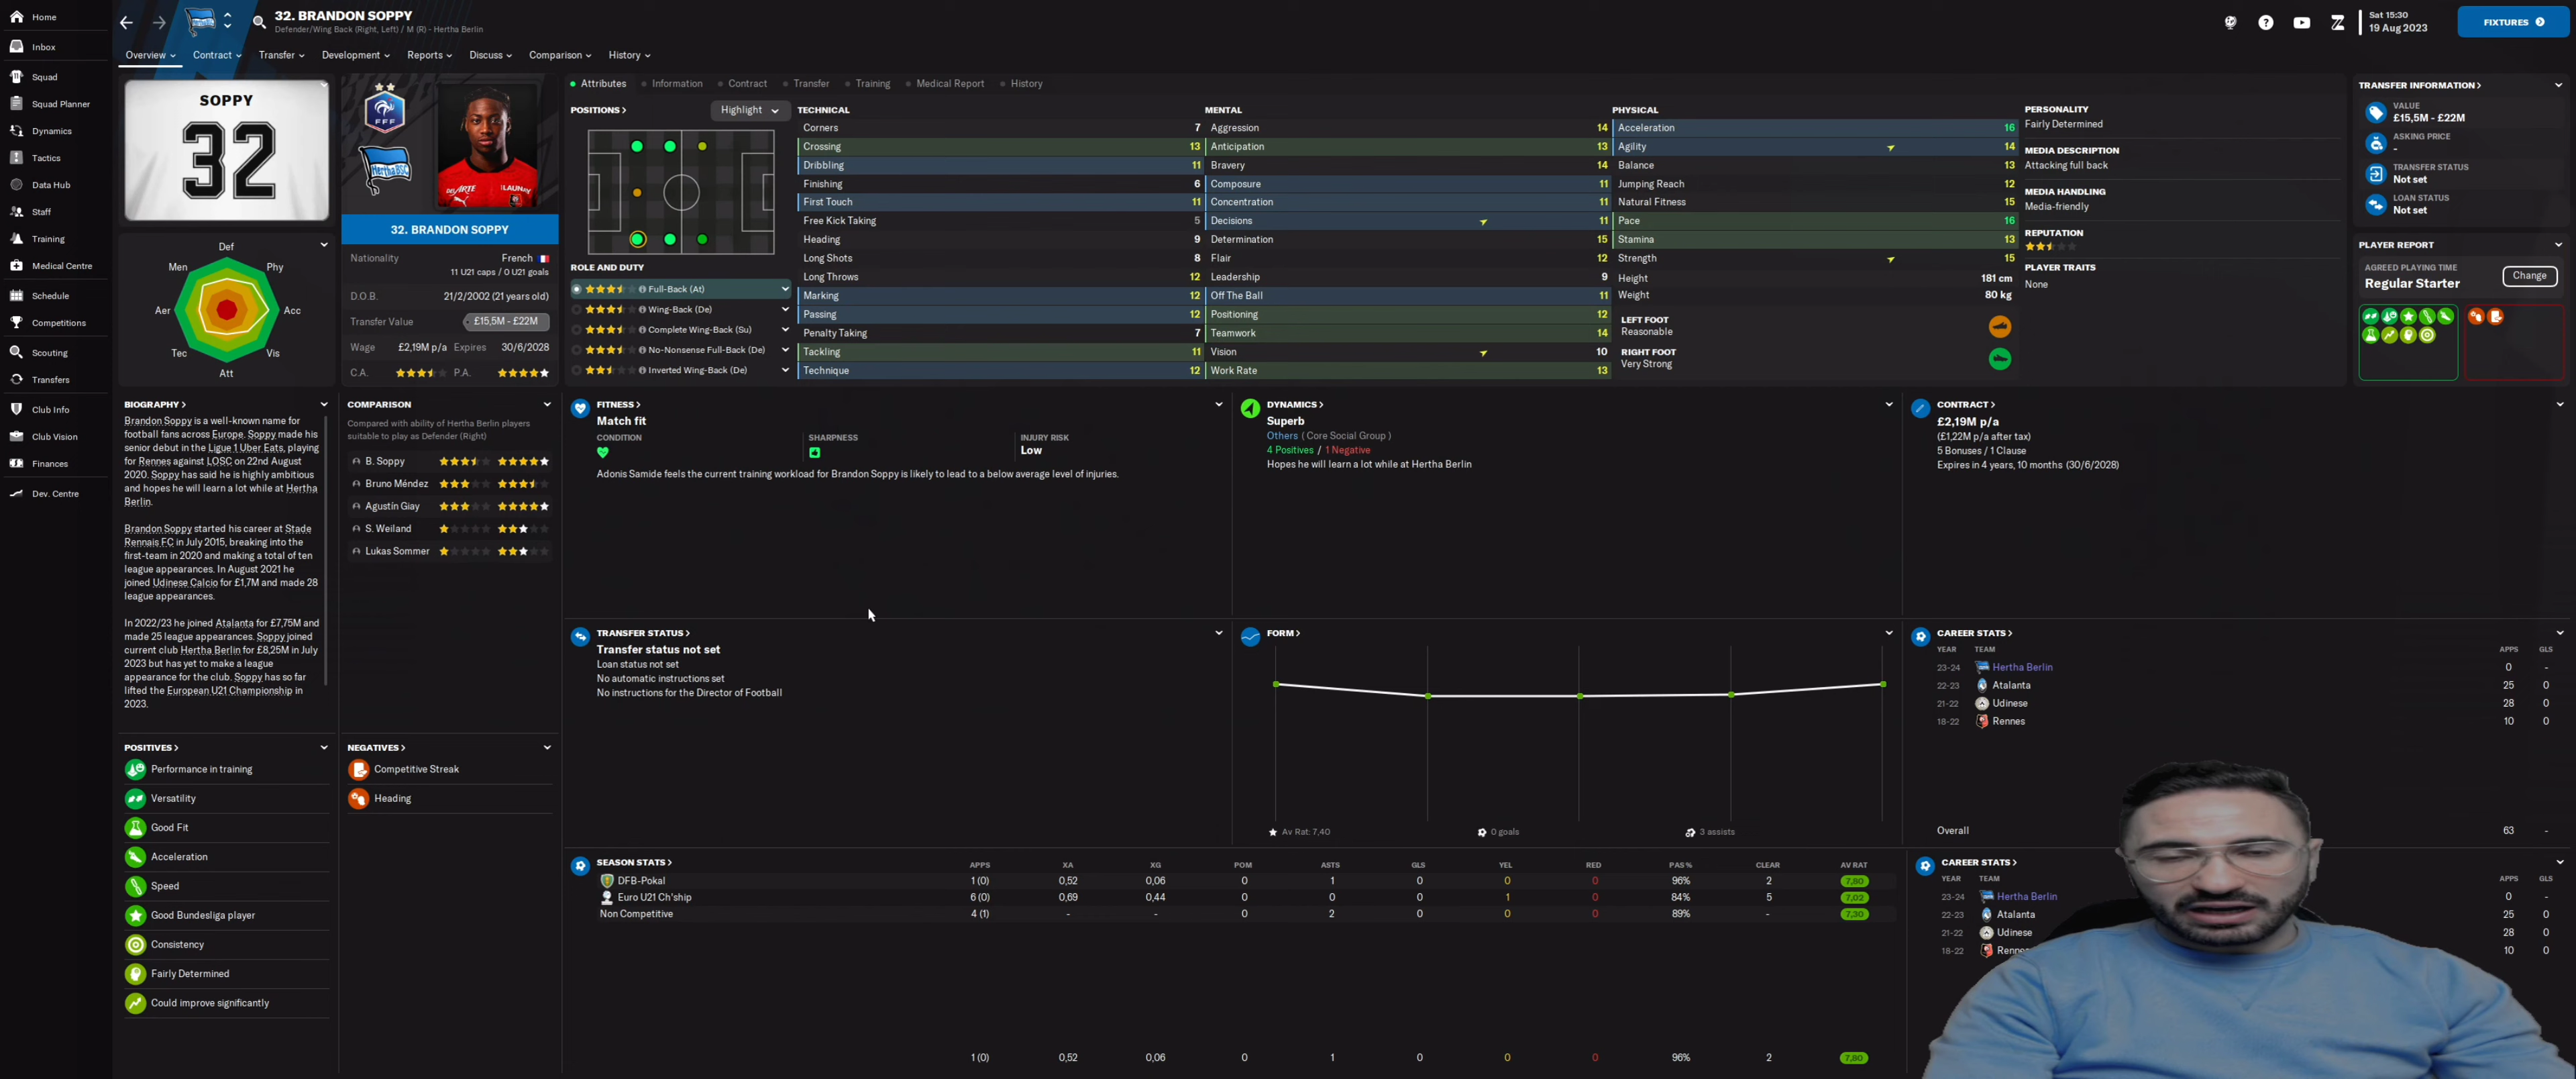 Home
Inbox
Squad
Squad Planner
Dynamics
Tactics
Data Hub
Staff
Training
Medical Centre
Schedule
Competitions
Scouting
Transfers
Club Info
Club Vision
Finances
Dev. Centre
32. BRANDON SOPPY
Defender/Wing Back (Right, Left) / M (R) - Hertha Berlin
Sat 15:30
19 Aug 2023
FIXTURES
Overview Contract Transfer Development Reports Discuss Comparison History
SOPPY
32
Def
Phy
Acc
Vis
Att
Tec
Aer
Men
FFF
Hertha BSC
32. BRANDON SOPPY
Nationality French
11 U21 caps / 0 U21 goals
D.O.B. 21/2/2002 (21 years old)
Transfer Value £15,5M - £22M
Wage £2,19M p/a Expires 30/6/2028
C.A. P.A.
Attributes Information Contract Transfer Training Medical Report History
POSITIONS >
Highlight
ROLE AND DUTY
Full-Back (At)
Wing-Back (De)
Complete Wing-Back (Su)
No-Nonsense Full-Back (De)
Inverted Wing-Back (De)
TECHNICAL
Corners 7
Crossing 13
Dribbling 11
Finishing 6
First Touch 11
Free Kick Taking 5
Heading 9
Long Shots 8
Long Throws 12
Marking 12
Passing 12
Penalty Taking 7
Tackling 11
Technique 12
MENTAL
Aggression 14
Anticipation 13
Bravery 14
Composure 11
Concentration 11
Decisions 11
Determination 15
Flair 12
Leadership 9
Off The Ball 11
Positioning 12
Teamwork 14
Vision 10
Work Rate 13
PHYSICAL
Acceleration 16
Agility 14
Balance 13
Jumping Reach 12
Natural Fitness 15
Pace 16
Stamina 13
Strength 15
Height 181 cm
Weight 80 kg
LEFT FOOT
Reasonable
RIGHT FOOT
Very Strong
PERSONALITY
Fairly Determined
MEDIA DESCRIPTION
Attacking full back
MEDIA HANDLING
Media-friendly
REPUTATION
PLAYER TRAITS
None
TRANSFER INFORMATION >
VALUE
£15,5M - £22M
ASKING PRICE
-
TRANSFER STATUS
Not set
LOAN STATUS
Not set
PLAYER REPORT >
AGREED PLAYING TIME
Regular Starter
Change
BIOGRAPHY >
Brandon Soppy is a well-known name for
football fans across Europe. Soppy made his
senior debut in the Ligue 1 Uber Eats, playing
for Rennes against LOSC on 22nd August
2020. Soppy has said he is highly ambitious
and hopes he will learn a lot while at Hertha
Berlin.
Brandon Soppy started his career at Stade
Rennais FC in July 2015, breaking into the
first-team in 2020 and making a total of ten
league appearances. In August 2021 he
joined Udinese Calcio for £1,7M and made 28
league appearances.
In 2022/23 he joined Atalanta for £7,75M and
made 25 league appearances. Soppy joined
current club Hertha Berlin for £8,25M in July
2023 but has yet to make a league
appearance for the club. Soppy has so far
lifted the European U21 Championship in
2023.
COMPARISON
Compared with ability of Hertha Berlin players
suitable to play as Defender (Right)
B. Soppy
Bruno Méndez
Agustín Giay
S. Weiland
Lukas Sommer
FITNESS >
Match fit
CONDITION
SHARPNESS
INJURY RISK
Low
Adonis Samide feels the current training workload for Brandon Soppy is likely to lead to a below average level of injuries.
DYNAMICS >
Superb
Others ( Core Social Group )
4 Positives / 1 Negative
Hopes he will learn a lot while at Hertha Berlin
CONTRACT >
£2,19M p/a
(£1,22M p/a after tax)
5 Bonuses / 1 Clause
Expires in 4 years, 10 months (30/6/2028)
TRANSFER STATUS >
Transfer status not set
Loan status not set
No automatic instructions set
No instructions for the Director of Football
FORM >
Av Rat: 7,40 0 goals 3 assists
CAREER STATS >
YEAR TEAM APPS GLS
23-24 Hertha Berlin 0 -
22-23 Atalanta 25 0
21-22 Udinese 28 0
18-22 Rennes 10 0
Overall 63 -
POSITIVES >
Performance in training
Versatility
Good Fit
Acceleration
Speed
Good Bundesliga player
Consistency
Fairly Determined
Could improve significantly
NEGATIVES >
Competitive Streak
Heading
SEASON STATS > APPS XA XG POM ASTS GLS YEL RED PAS% CLEAR AV RAT
DFB-Pokal 1 (0) 0,52 0,06 0 1 0 0 0 96% 2 7,80
Euro U21 Ch'ship 6 (0) 0,69 0,44 0 0 0 1 0 84% 5 7,02
Non Competitive 4 (1) - - 0 2 0 0 0 89% - 7,30
1 (0) 0,52 0,06 0 1 0 0 0 96% 2 7,80
CAREER STATS >
YEAR TEAM APPS GLS
23-24 Hertha Berlin 0 -
22-23 Atalanta 25 0
21-22 Udinese 28 0
18-22 10 0